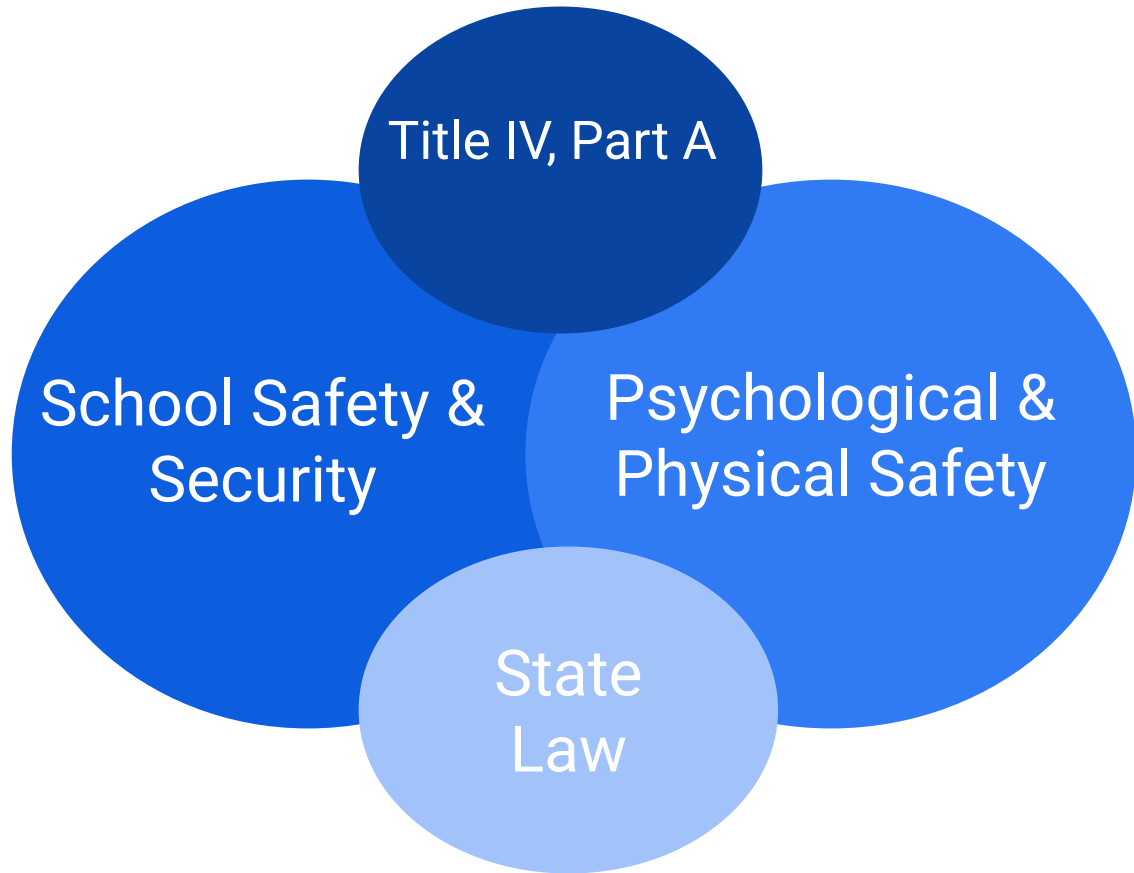 Title IV, Part A
School Safety &
Security
Psychological &
Physical Safety
State
Law